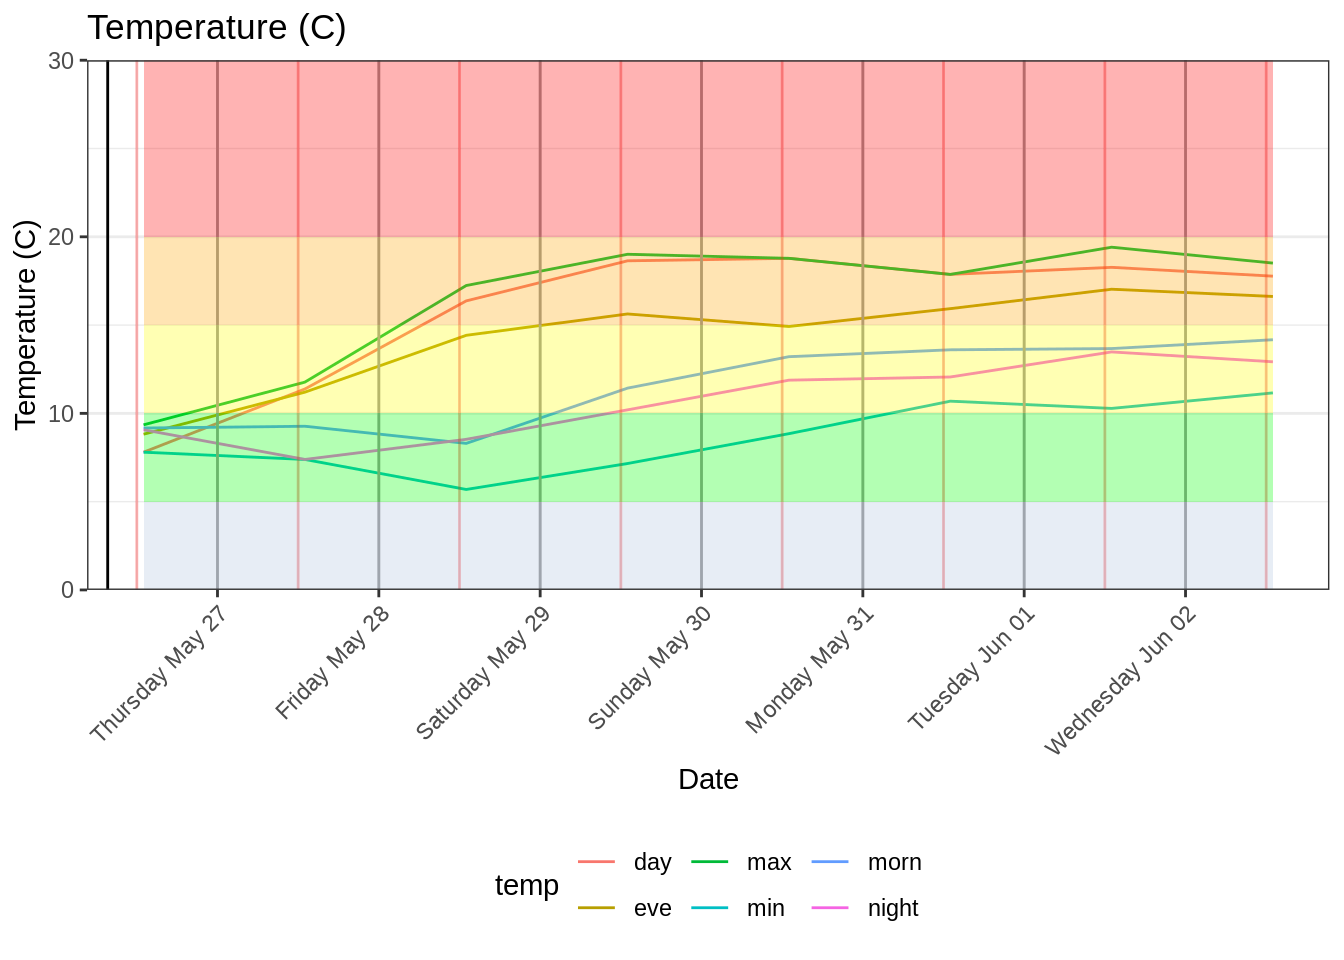 Temperature (C)
30
20
10
0
Temperature (C)
Thursday May 27
Friday May 28
Saturday May 29
Sunday May 30
Monday May 31
Tuesday Jun 01
Wednesday Jun 02
Date
temp
day
max
morn
eve
min
night